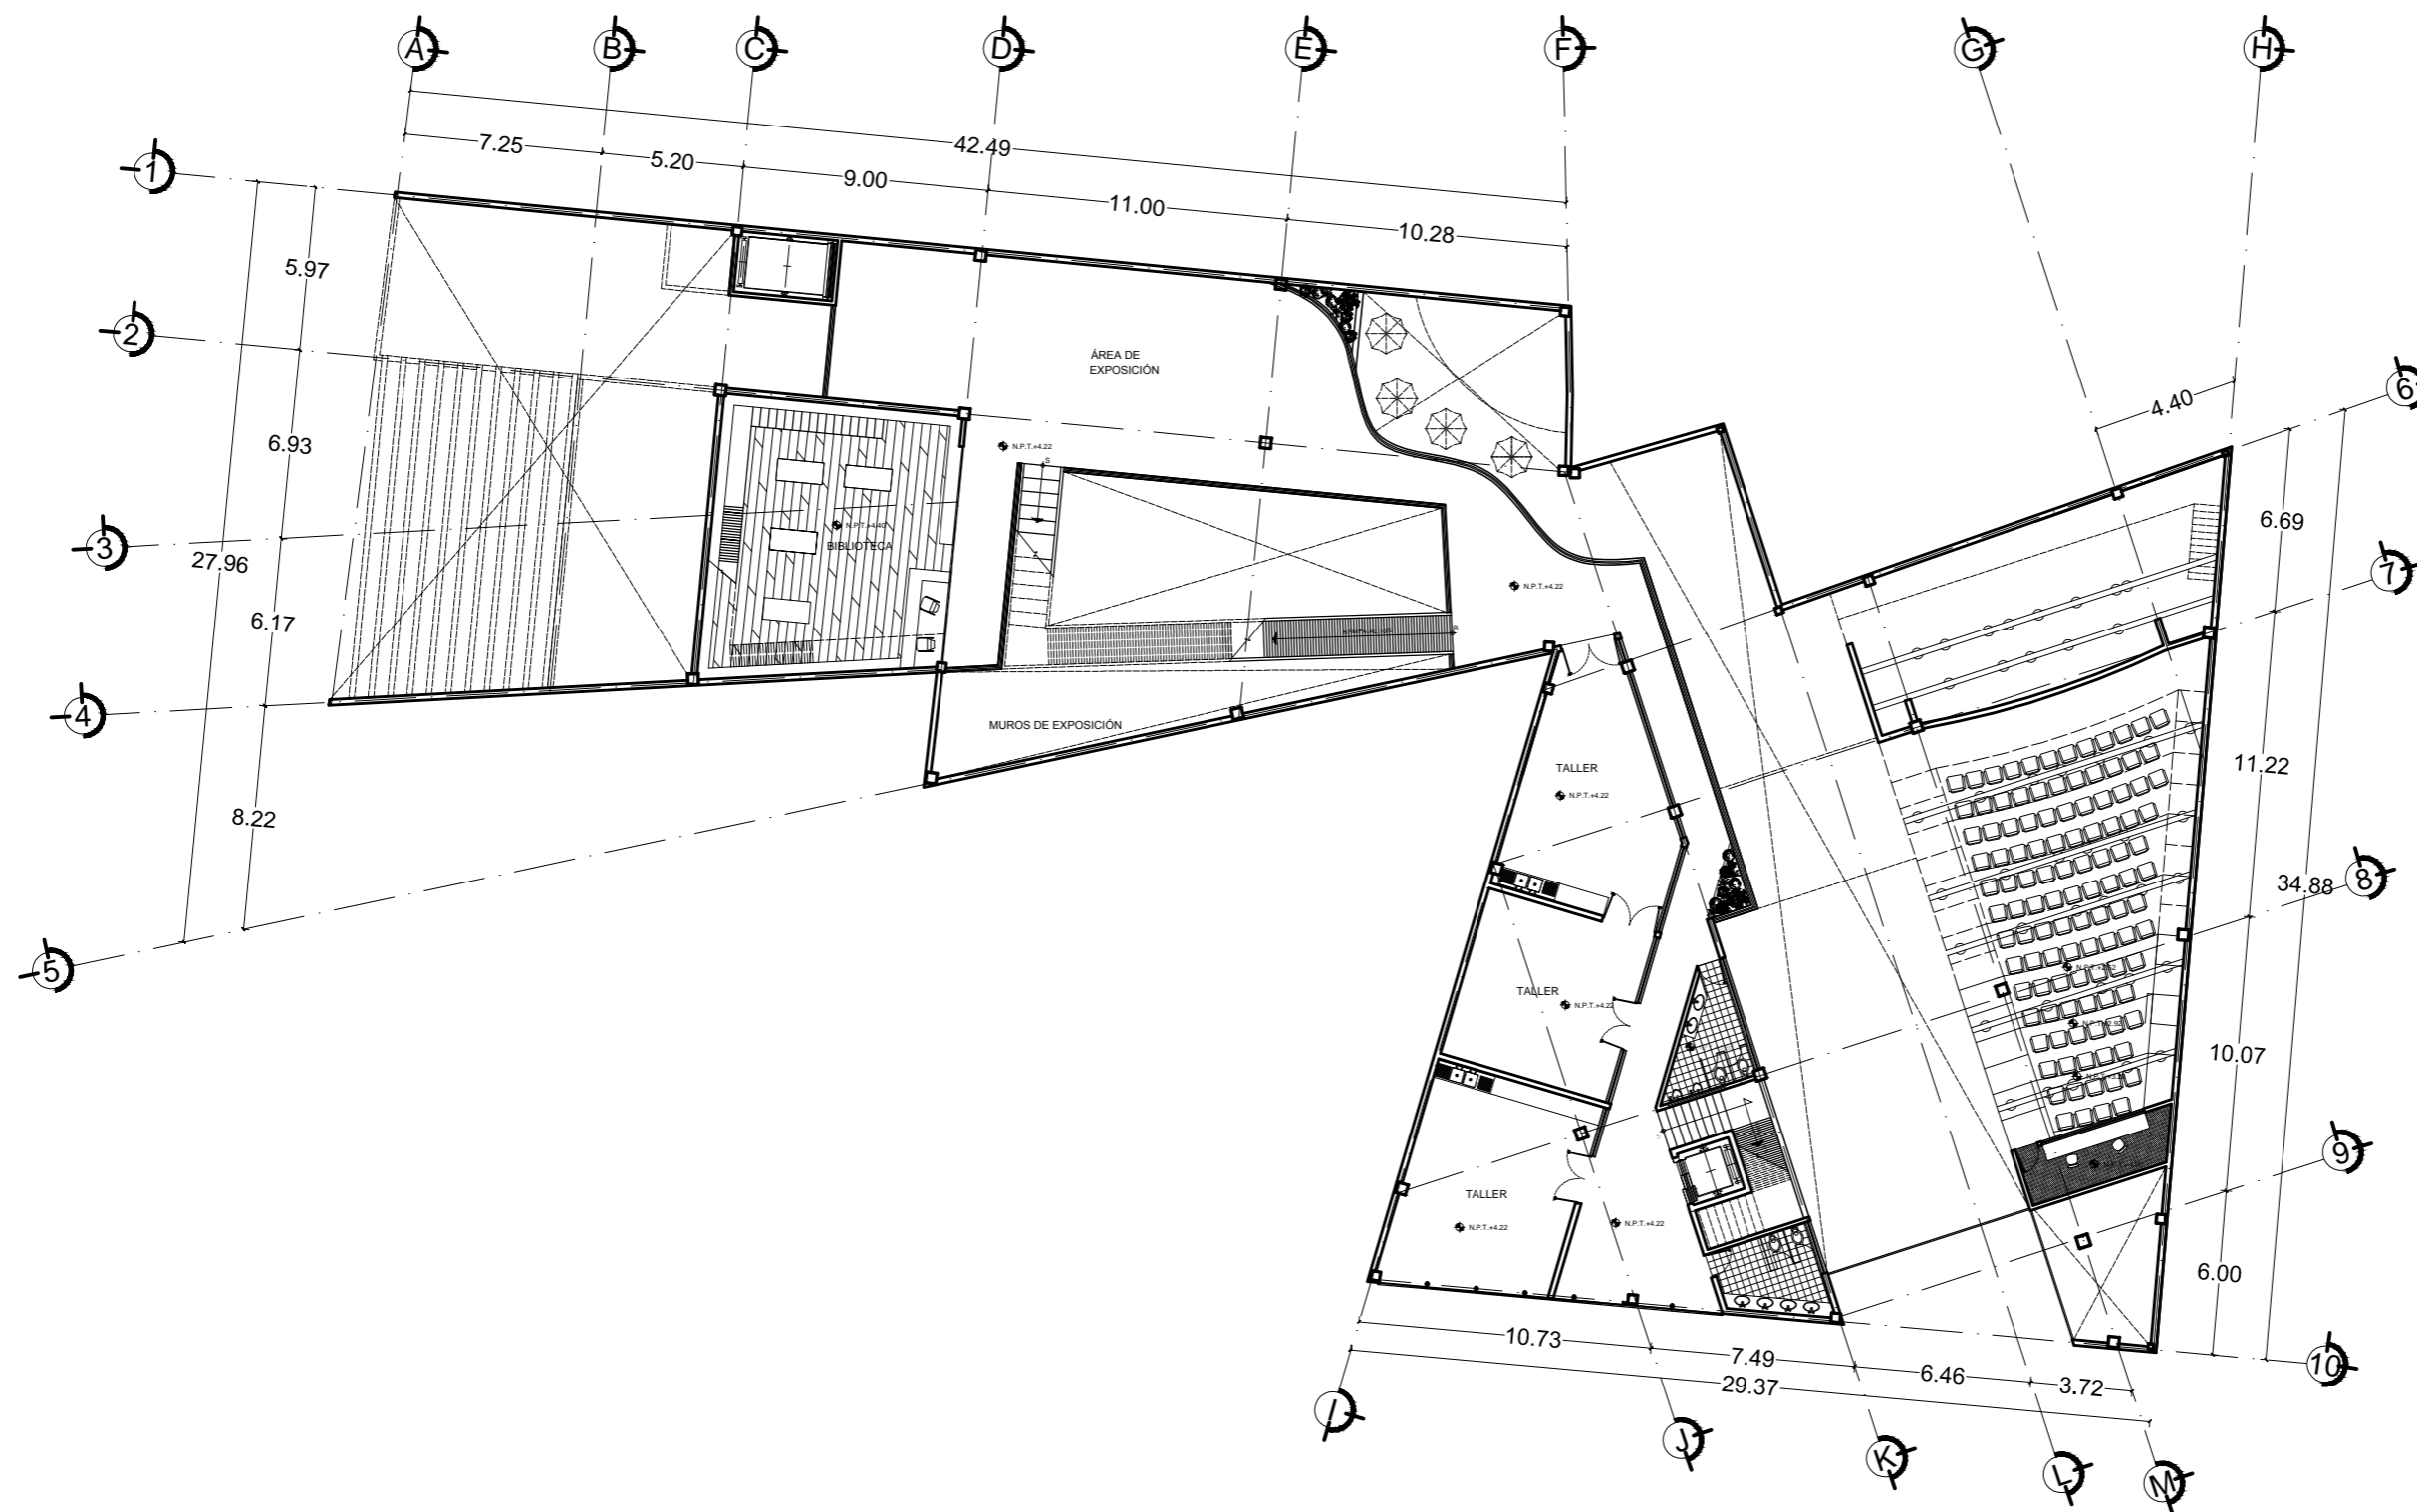 A
B
C
D
E
F
G
H
42.49
7.25
5.20
9.00
11.00
10.28
1
2
3
4
5
5.97
6.93
27.96
6.17
8.22
ÁREA DE
EXPOSICIÓN
N.P.T.+4.22
S
N.P.T.+4.40
BIBLIOTECA
N.P.T.+4.22
B
MUROS DE EXPOSICIÓN
TALLER
N.P.T.+4.22
TALLER
N.P.T.+4.22
TALLER
N.P.T.+4.22
N.P.T.+4.22
4.40
6
6.69
7
11.22
34.88
8
10.07
9
6.00
10
10.73
7.49
6.46
3.72
29.37
I
J
K
L
M